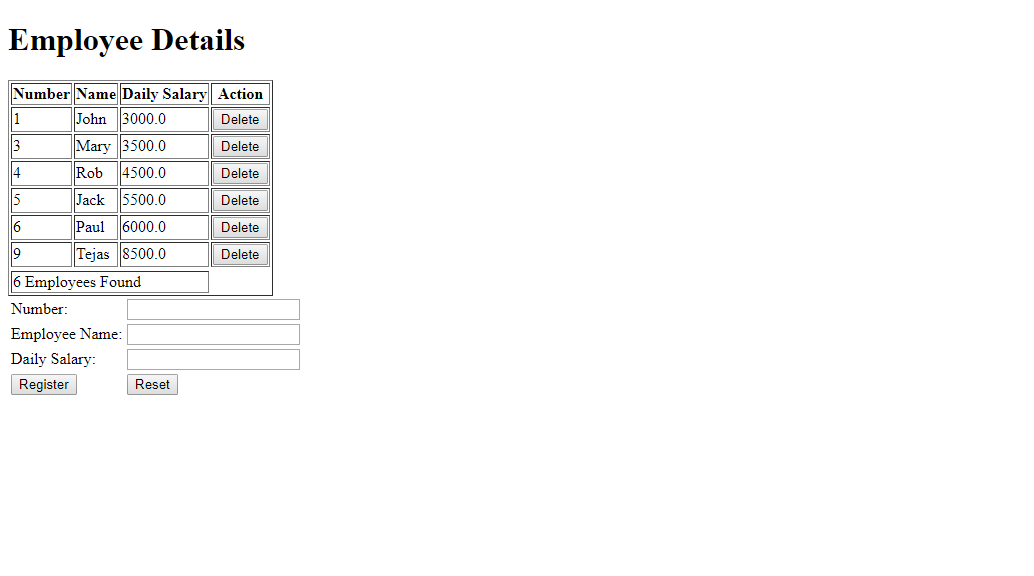 Employee Details
Number Name Daily Salary Action
1 John 3000.0 Delete
3 Mary 3500.0 Delete
4 Rob 4500.0 Delete
5 Jack 5500.0 Delete
6 Paul 6000.0 Delete
9 Tejas 8500.0 Delete
6 Employees Found
Number:
Employee Name:
Daily Salary:
Register Reset